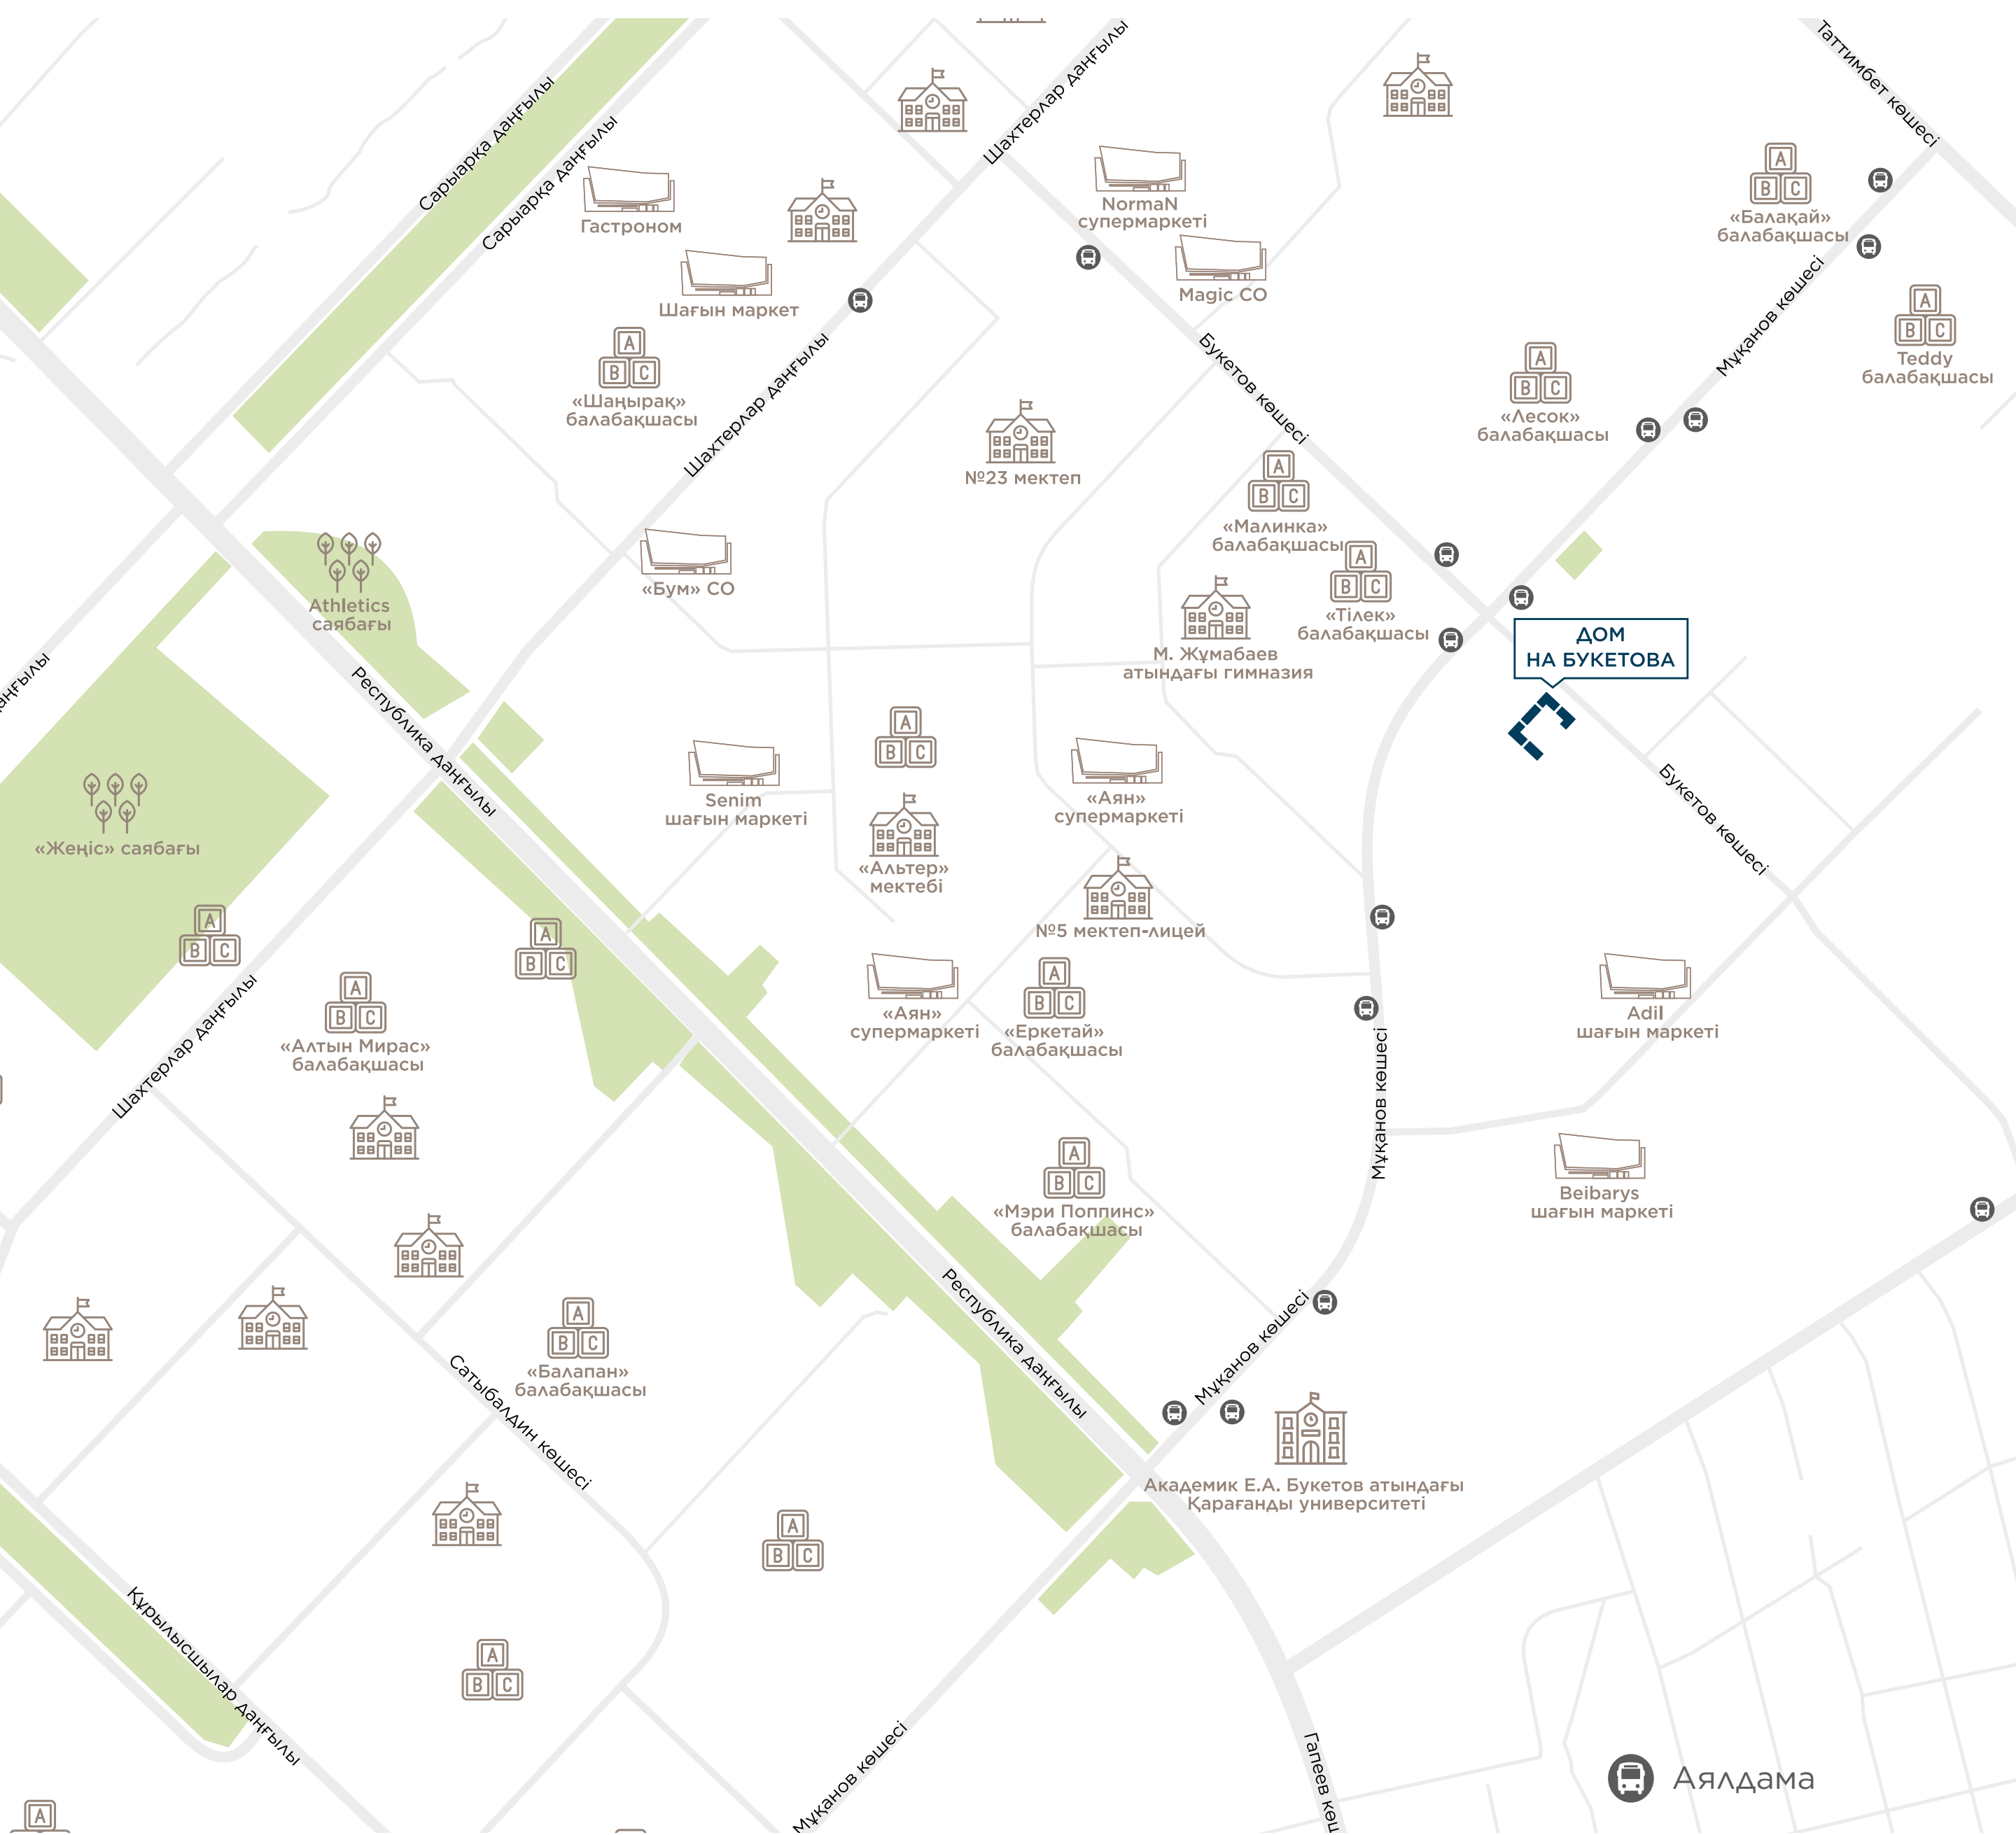 Таттимбет көшесі
Шахтерлар даңғылы
Сарыарқа даңғылы
Сарыарқа даңғылы
Гастроном
NormaN
супермаркеті
«Балақай»
балабақшасы
Шағын маркет
Magic CO
Мұқанов көшесі
Букетов көшесі
Teddy
балабақшасы
«Шаңырақ»
балабақшасы
Шахтерлар даңғылы
«Лесок»
балабақшасы
№23 мектеп
«Малинка»
балабақшасы
«Бум» СО
Athletics
саябағы
«Тілек»
балабақшасы
ДОМ
НА БУКЕТОВА
М. Жұмабаев
атындағы гимназия
аңғылы
Республика даңғылы
Senim
шағын маркеті
«Аян»
супермаркеті
Букетов көшесі
«Жеңіс» саябағы
«Альтер»
мектебі
№5 мектеп-лицей
«Аян»
супермаркеті
«Еркетай»
балабақшасы
Adil
шағын маркеті
Шахтерлар даңғылы
«Алтын Мирас»
балабақшасы
Мұқанов көшесі
«Мэри Поппинс»
балабақшасы
Beibarys
шағын маркеті
Республика даңғылы
Мұқанов көшесі
Сатыбалдин көшесі
«Балапан»
балабақшасы
Академик Е.А. Букетов атындағы
Қарағанды университеті
Құрылысшылар даңғылы
Мұқанов көшесі
Гапеев көш
Аялдама
A
B C
A
B C
A
B C
A
B C
A
B C
A
B C
A
B C
A
B C
A
B C
A
B C
A
B C
A
B C
A
B C
A
B C
A
B C
A